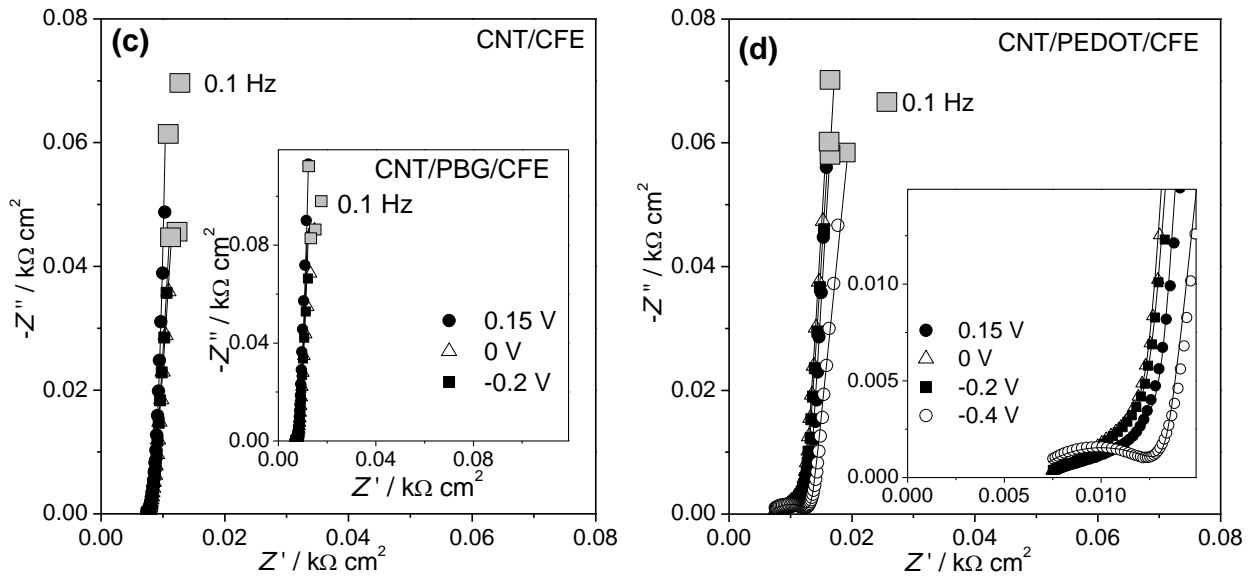 (c)
CNT/CFE
0.1 Hz
CNT/PBG/CFE
0.1 Hz
-Z'' / kΩ cm²
0.08
0.04
0.00
0.00 0.04 0.08
Z' / kΩ cm²
0.15 V
0 V
-0.2 V
-Z'' / kΩ cm²
0.08
0.06
0.04
0.02
0.00
0.00 0.02 0.04 0.06 0.08
Z' / kΩ cm²
(d)
CNT/PEDOT/CFE
0.1 Hz
0.15 V
0 V
-0.2 V
-0.4 V
0.010
0.005
0.000
0.000 0.005 0.010
-Z'' / kΩ cm²
0.08
0.06
0.04
0.02
0.00
0.00 0.02 0.04 0.06 0.08
Z' / kΩ cm²